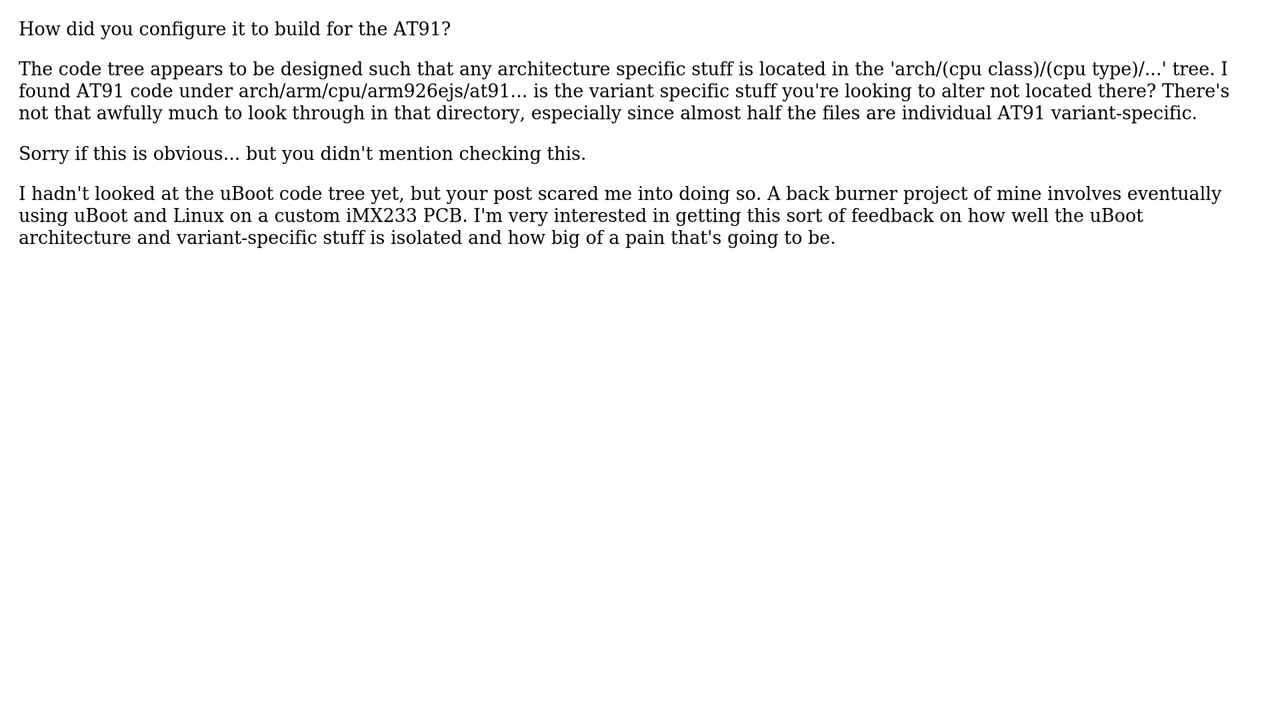 How did you configure it to build for the AT91?
The code tree appears to be designed such that any architecture specific stuff is located in the 'arch/(cpu class)/(cpu type)/...' tree. I
found AT91 code under arch/arm/cpu/arm926ejs/at91... is the variant specific stuff you're looking to alter not located there? There's
not that awfully much to look through in that directory, especially since almost half the files are individual AT91 variant-specific.
Sorry if this is obvious... but you didn't mention checking this.
I hadn't looked at the uBoot code tree yet, but your post scared me into doing so. A back burner project of mine involves eventually
using uBoot and Linux on a custom iMX233 PCB. I'm very interested in getting this sort of feedback on how well the uBoot
architecture and variant-specific stuff is isolated and how big of a pain that's going to be.